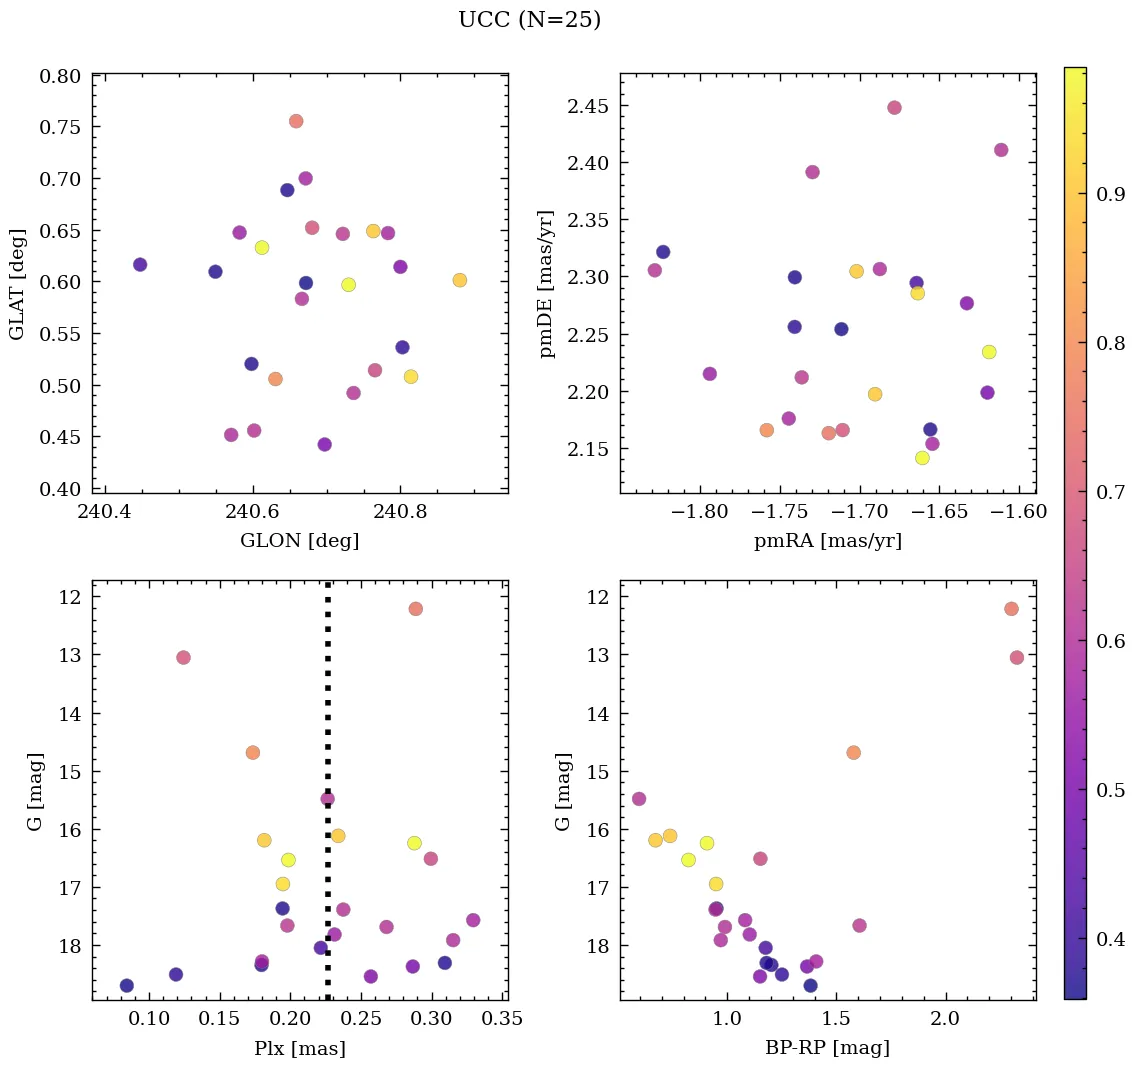 UCC (N=25)
0.80
0.75
0.70
0.65
0.60
0.55
0.50
0.45
0.40
GLAT [deg]
240.4 240.6 240.8
GLON [deg]
2.45
2.40
2.35
2.30
2.25
2.20
2.15
pmDE [mas/yr]
−1.80 −1.75 −1.70 −1.65 −1.60
pmRA [mas/yr]
12
13
14
15
16
17
18
G [mag]
0.10 0.15 0.20 0.25 0.30 0.35
Plx [mas]
12
13
14
15
16
17
18
G [mag]
1.0 1.5 2.0
BP-RP [mag]
0.9
0.8
0.7
0.6
0.5
0.4